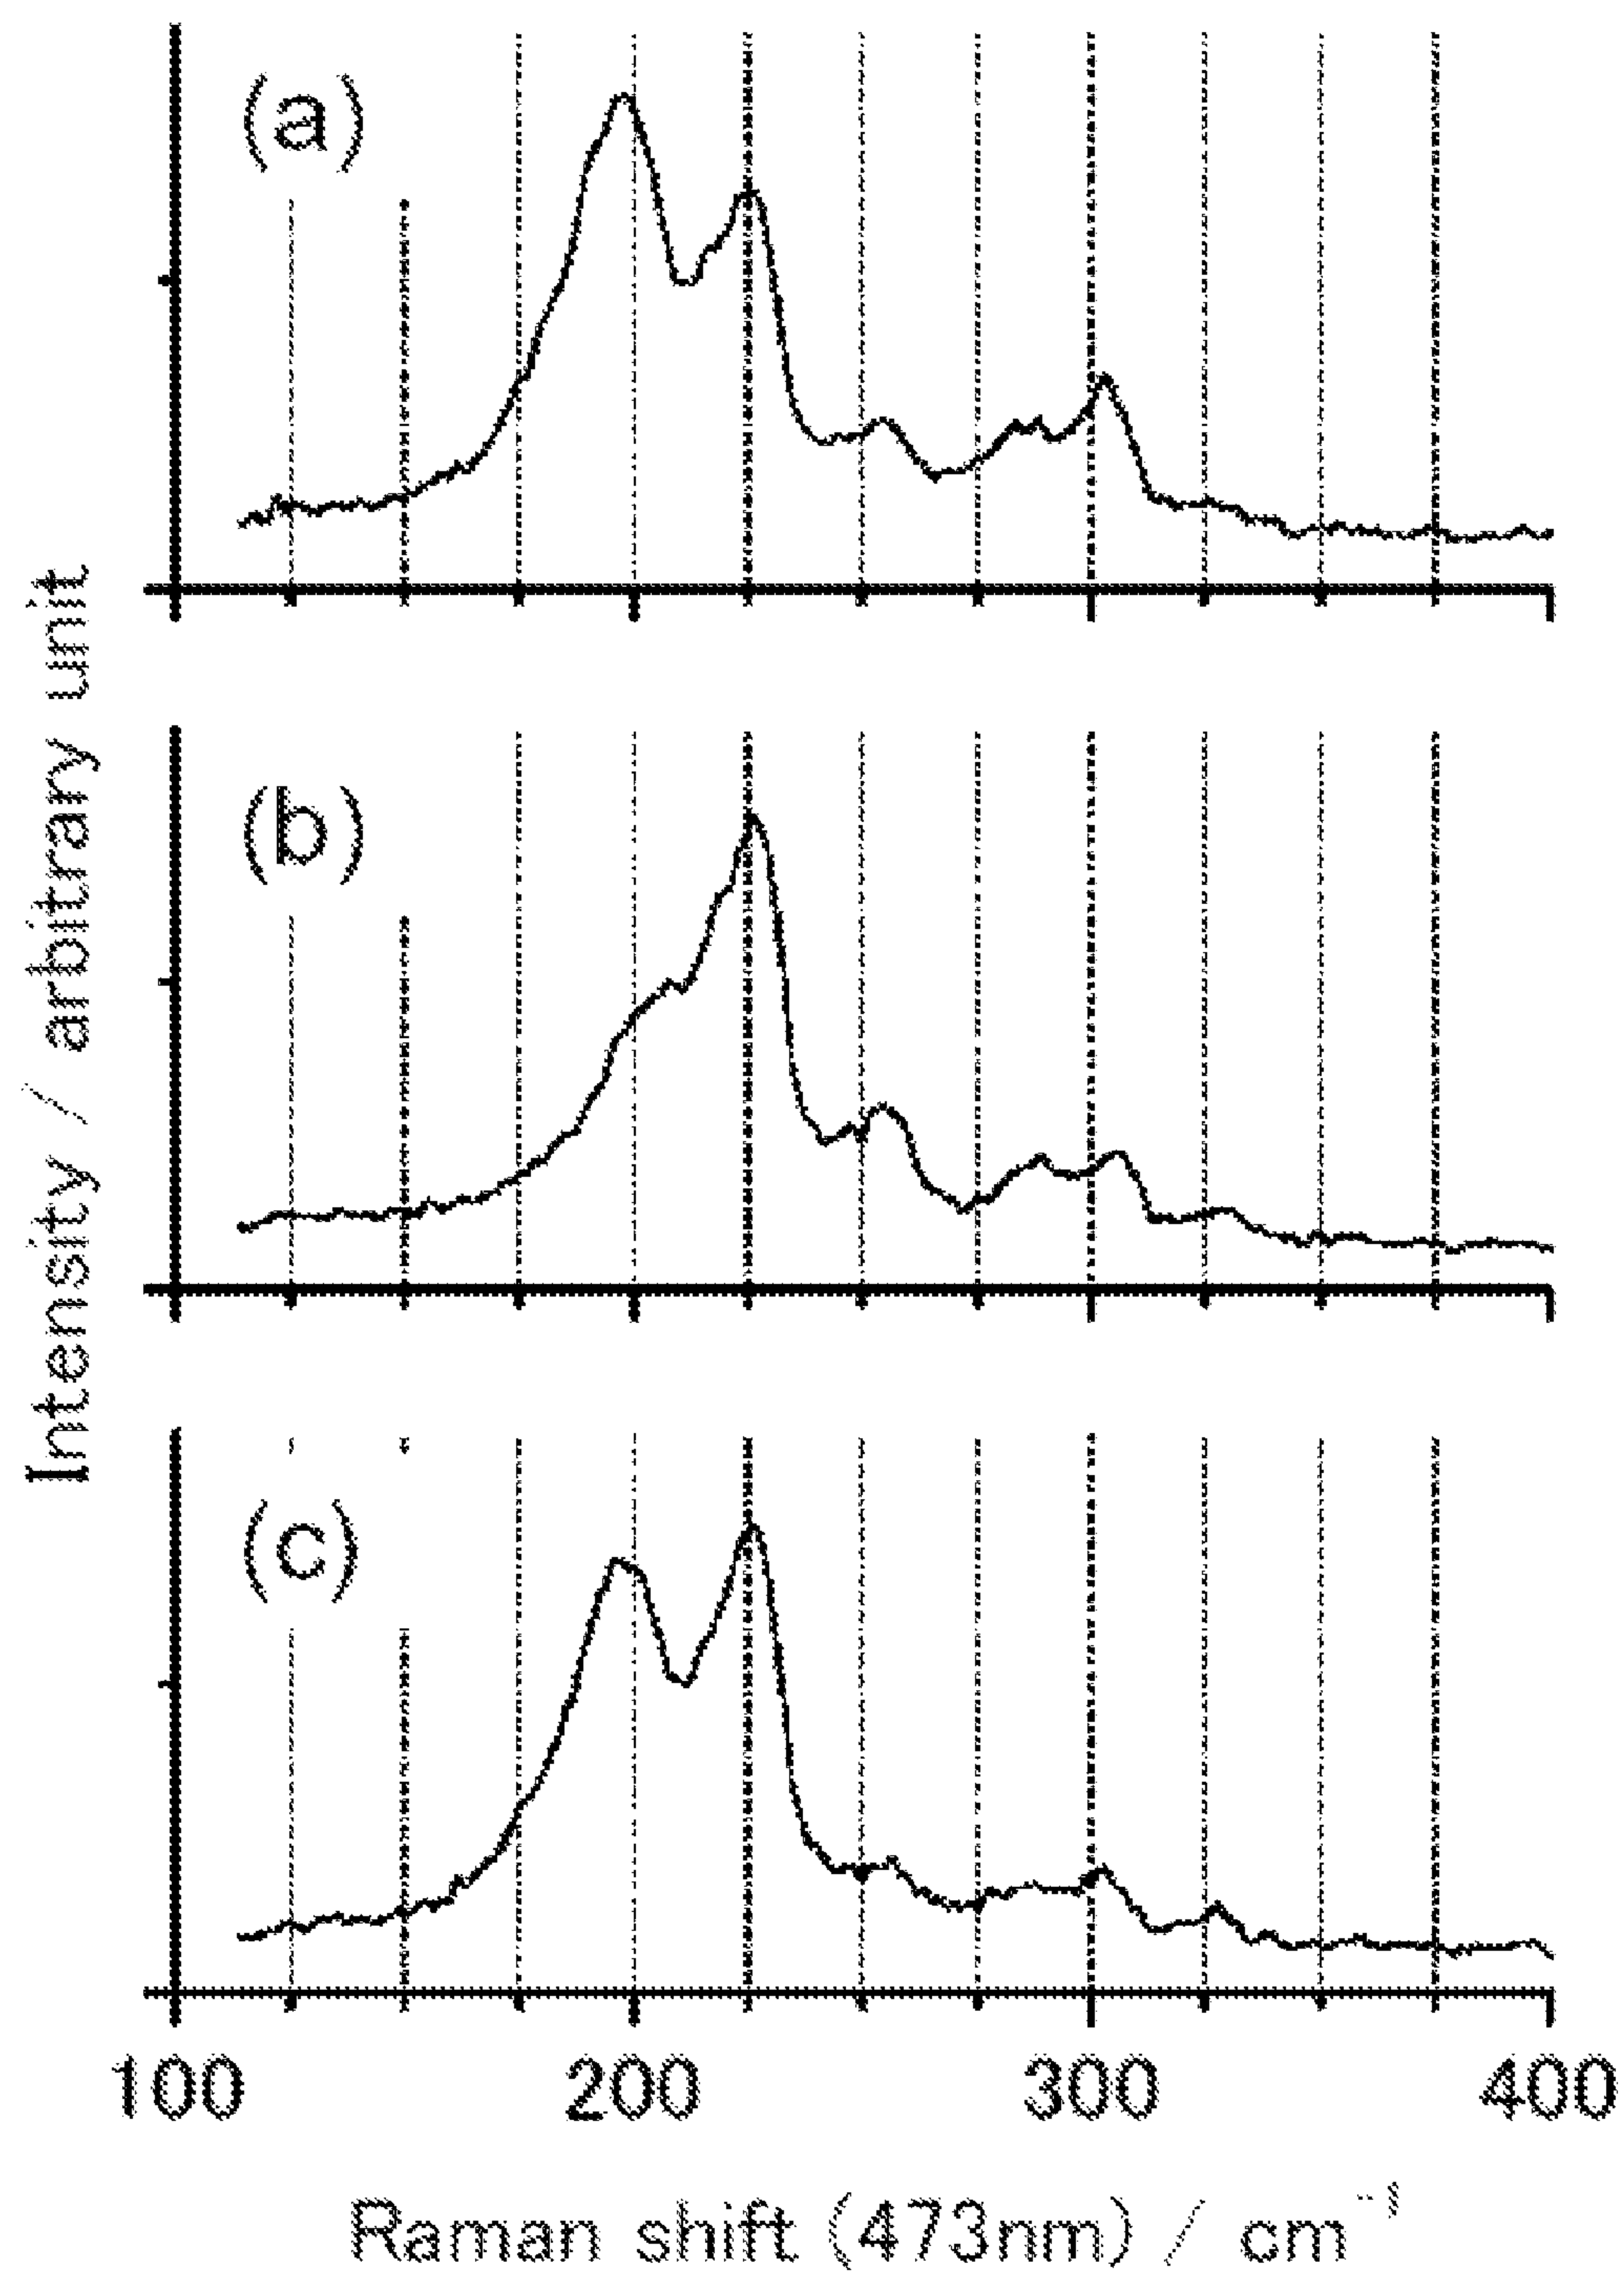 (a)
(b)
(c)
Intensity / arbitrary unit
100 200 300 400
Raman shift (473nm) / cm⁻¹